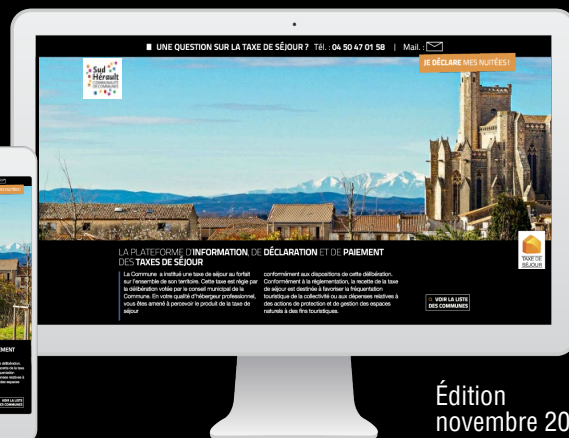 UNE QUESTION SUR LA TAXE DE SÉJOUR ? Tél. : 04 50 47 01 58 | Mail. :
JE DÉCLARE MES NUITÉES !
Sud
Hérault
COMMUNAUTÉ
DE COMMUNES
LA PLATEFORME D'INFORMATION, DE DÉCLARATION ET DE PAIEMENT
DES TAXES DE SÉJOUR
La Commune a institué une taxe de séjour au forfait
sur l'ensemble de son territoire. Cette taxe est régie par
la délibération votée par le conseil municipal de la
Commune. En votre qualité d'hébergeur professionnel,
vous êtes amené à percevoir le produit de la taxe de
séjour
conformément aux dispositions de cette délibération.
Conformément à la réglementation, la recette de la taxe
de séjour est destinée à favoriser la fréquentation
touristique de la collectivité ou aux dépenses relatives à
des actions de protection et de gestion des espaces
naturels à des fins touristiques.
TAXE DE
SÉJOUR
VOIR LA LISTE
DES COMMUNES
Édition
novembre 20